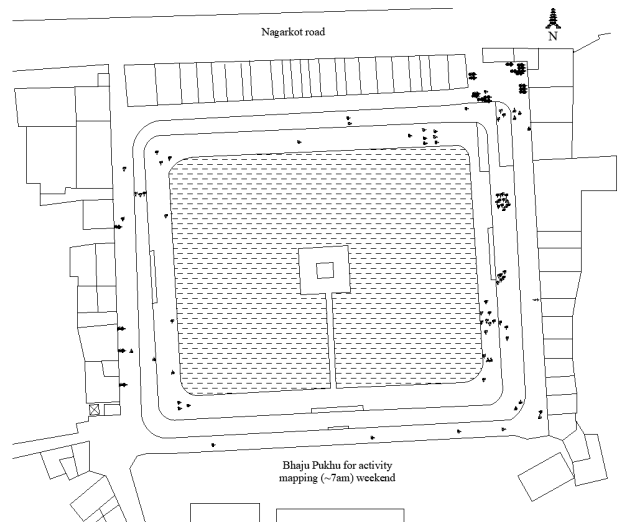 Nagarkot road
N
Bhaju Pukhu for activity
mapping (~7am) weekend